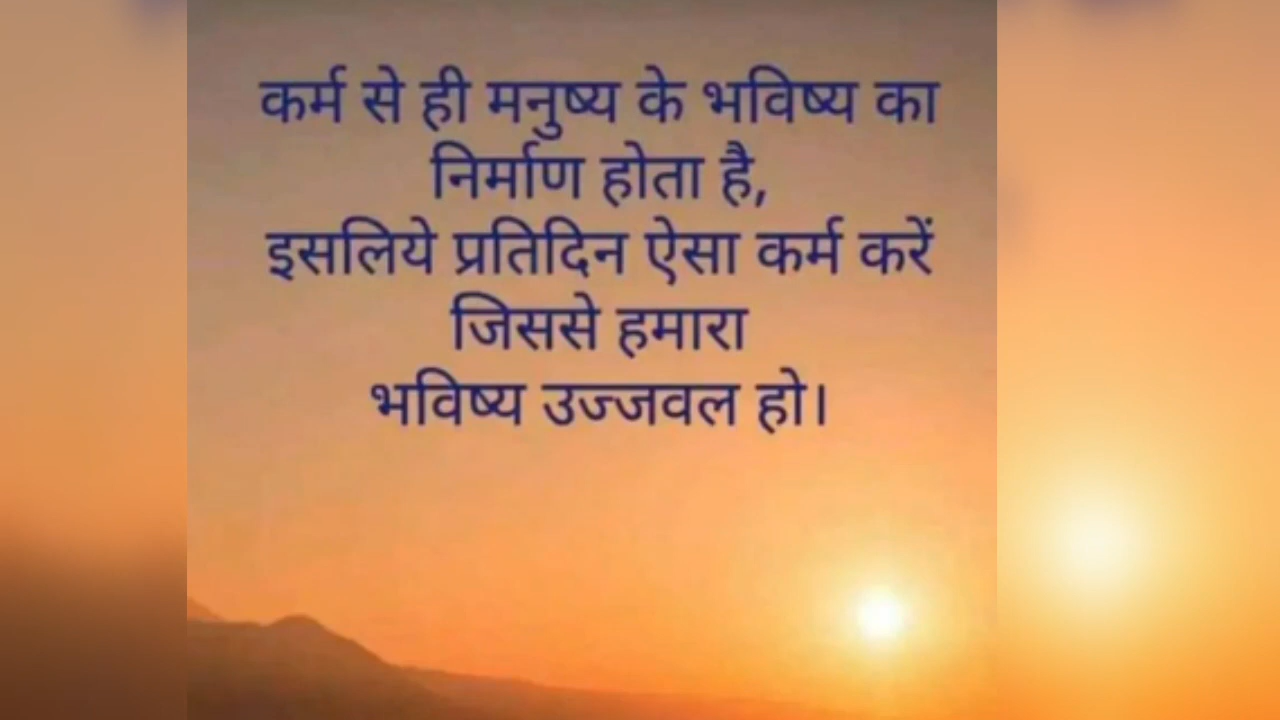 कर्म से ही मनुष्य के भविष्य का
निर्माण होता है,
इसलिये प्रतिदिन ऐसा कर्म करें
जिससे हमारा
भविष्य उज्जवल हो।